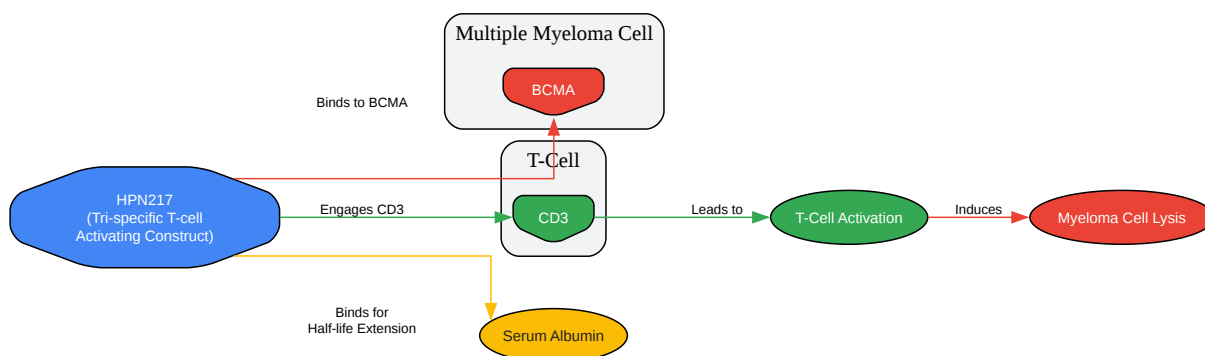 Multiple Myeloma Cell
BCMA
Binds to BCMA
T-Cell
HPN217
(Tri-specific T-cell
Activating Construct)
Engages CD3
CD3
Leads to
T-Cell Activation
Induces
Myeloma Cell Lysis
Binds for
Half-life Extension
Serum Albumin